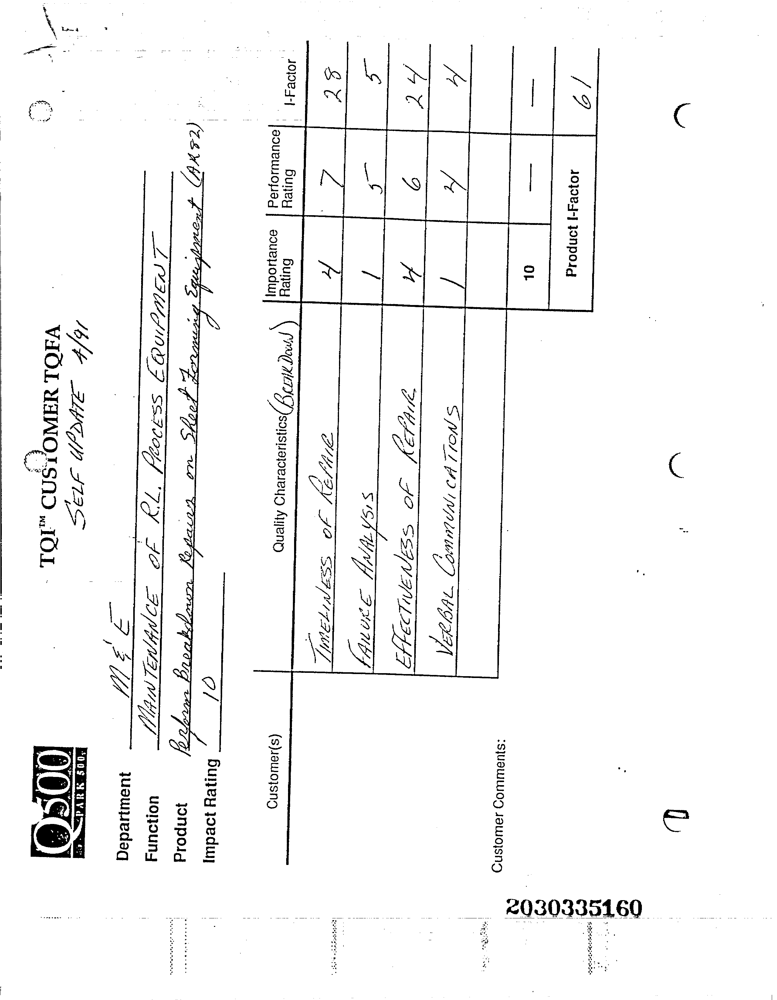 TQI™ CUSTOMER TQFA
SELF UPDATE 4/91
Q500
PARK 500
Department M & E
Function MAINTENANCE OF R.L. PROCESS EQUIPMENT
Product Perform Breakdown Repairs on Sheet Forming Equipment (AK82)
Impact Rating 10
Customer(s) Quality Characteristics (BREAKDOWN) Importance Rating Performance Rating I-Factor
TIMELINESS OF REPAIR 4 7 28
FAILURE ANALYSIS 1 5 5
EFFECTIVENESS OF REPAIR 4 6 24
VERBAL COMMUNICATIONS 1 4 4
10 — —
Product I-Factor 61
Customer Comments:
2030335160